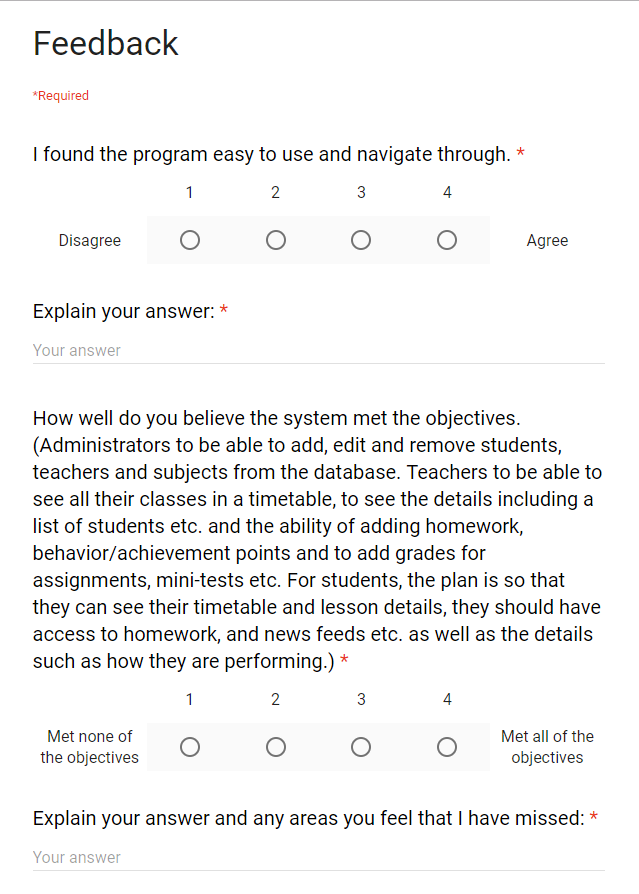 Feedback
*Required
I found the program easy to use and navigate through. *
1 2 3 4
Disagree Agree
Explain your answer: *
Your answer
How well do you believe the system met the objectives.
(Administrators to be able to add, edit and remove students,
teachers and subjects from the database. Teachers to be able to
see all their classes in a timetable, to see the details including a
list of students etc. and the ability of adding homework,
behavior/achievement points and to add grades for
assignments, mini-tests etc. For students, the plan is so that
they can see their timetable and lesson details, they should have
access to homework, and news feeds etc. as well as the details
such as how they are performing.) *
1 2 3 4
Met none of
the objectives
Met all of the
objectives
Explain your answer and any areas you feel that I have missed: *
Your answer